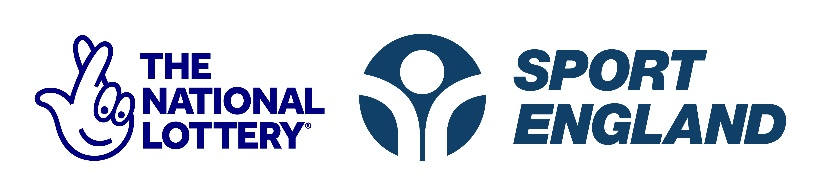 THE
NATIONAL
LOTTERY®
SPORT
ENGLAND